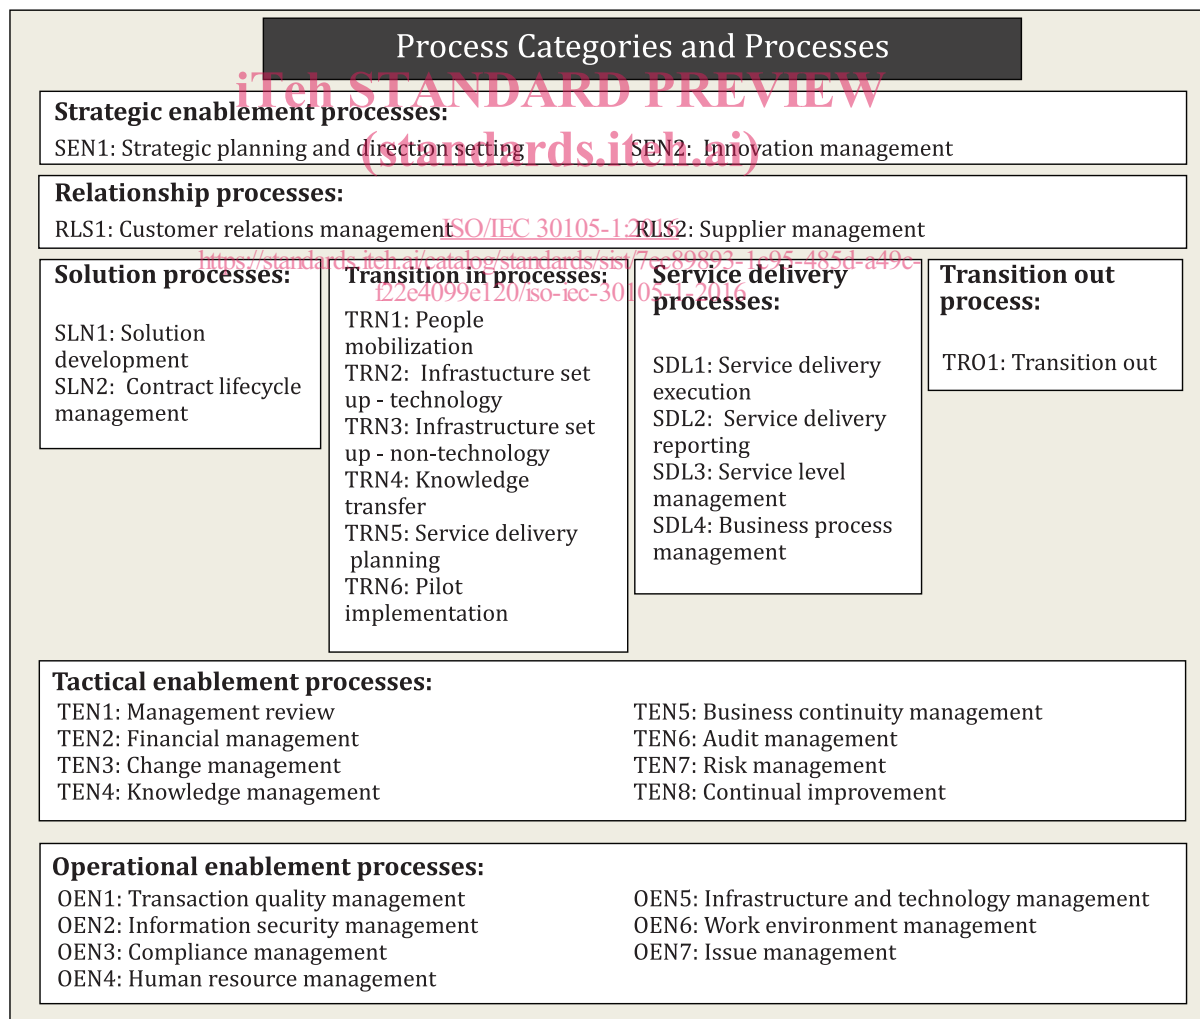 Process Categories and Processes
iTeh STANDARD PREVIEW
Strategic enablement processes:
(standards.iteh.ai)
SEN1: Strategic planning and direction setting
SEN2:  Innovation management
Relationship processes:
RLS1: Customer relations management
ISO/IEC 30105-1:2016
RLS2: Supplier management
https://standards.iteh.ai/catalog/standards/sist/7ee89893-1c95-485d-a49c-
f22e4099e120/iso-iec-30105-1-2016
Solution processes:
SLN1: Solution
development
SLN2:  Contract lifecycle
management
Transition in processes:
TRN1: People
mobilization
TRN2:  Infrastucture set
up - technology
TRN3: Infrastructure set
up - non-technology
TRN4: Knowledge
transfer
TRN5: Service delivery
planning
TRN6: Pilot
implementation
Service delivery
processes:
SDL1: Service delivery
execution
SDL2:  Service delivery
reporting
SDL3: Service level
management
SDL4: Business process
management
Transition out
process:
TRO1: Transition out
Tactical enablement processes:
TEN1: Management review
TEN2: Financial management
TEN3: Change management
TEN4: Knowledge management
TEN5: Business continuity management
TEN6: Audit management
TEN7: Risk management
TEN8: Continual improvement
Operational enablement processes:
OEN1: Transaction quality management
OEN2: Information security management
OEN3: Compliance management
OEN4: Human resource management
OEN5: Infrastructure and technology management
OEN6: Work environment management
OEN7: Issue management